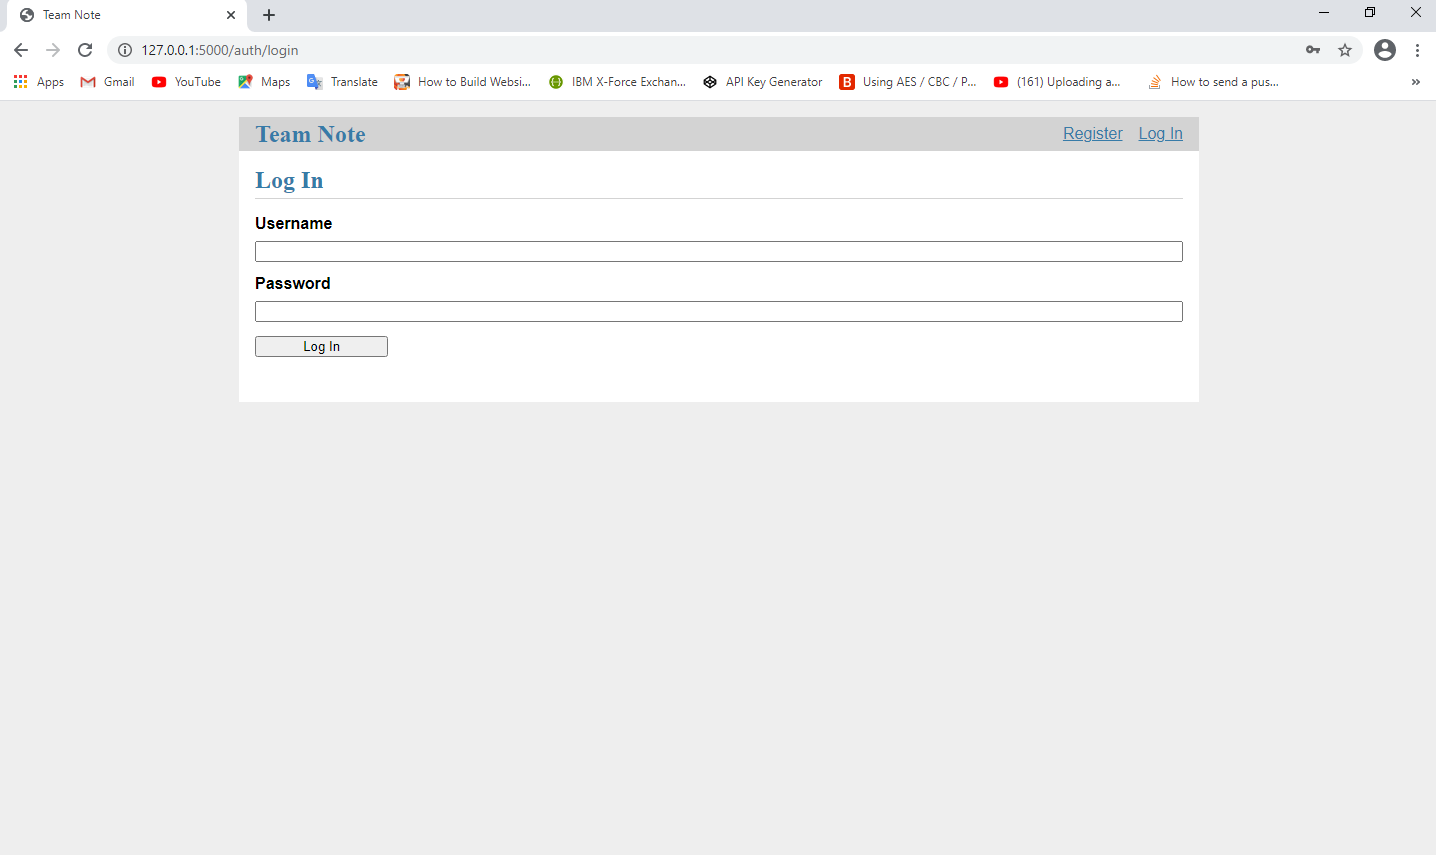 Team Note
127.0.0.1:5000/auth/login
Apps Gmail YouTube Maps Translate How to Build Websi... IBM X-Force Exchan... API Key Generator Using AES / CBC / P... (161) Uploading a... How to send a pus... »
Team Note Register Log In
Log In
Username
Password
Log In